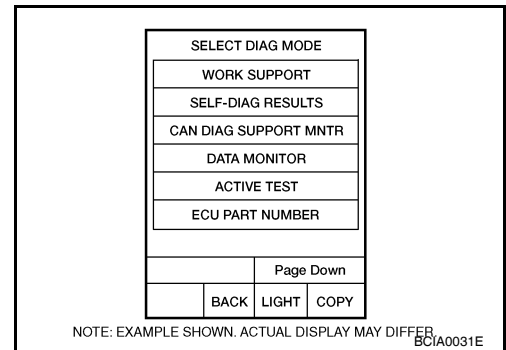 SELECT DIAG MODE
WORK SUPPORT
SELF-DIAG RESULTS
CAN DIAG SUPPORT MNTR
DATA MONITOR
ACTIVE TEST
ECU PART NUMBER
Page Down
BACK LIGHT COPY
NOTE: EXAMPLE SHOWN. ACTUAL DISPLAY MAY DIFFER.
BCIA0031E